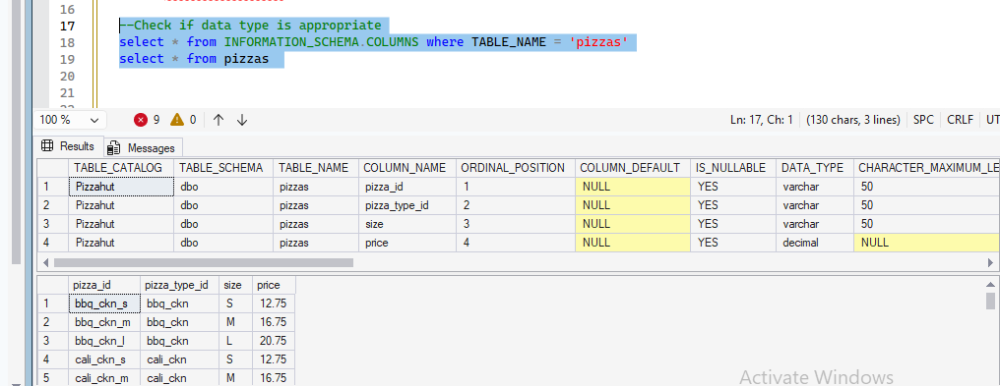 16
17 --Check if data type is appropriate
18 select * from INFORMATION_SCHEMA.COLUMNS where TABLE_NAME = 'pizzas'
19 select * from pizzas
20
21
100 % 9 0 Ln: 17, Ch: 1 (130 chars, 3 lines) SPC CRLF UT
Results Messages
TABLE_CATALOG TABLE_SCHEMA TABLE_NAME COLUMN_NAME ORDINAL_POSITION COLUMN_DEFAULT IS_NULLABLE DATA_TYPE CHARACTER_MAXIMUM_LE
1 Pizzahut dbo pizzas pizza_id 1 NULL YES varchar 50
2 Pizzahut dbo pizzas pizza_type_id 2 NULL YES varchar 50
3 Pizzahut dbo pizzas size 3 NULL YES varchar 50
4 Pizzahut dbo pizzas price 4 NULL YES decimal NULL
pizza_id pizza_type_id size price
1 bbq_ckn_s bbq_ckn S 12.75
2 bbq_ckn_m bbq_ckn M 16.75
3 bbq_ckn_l bbq_ckn L 20.75
4 cali_ckn_s cali_ckn S 12.75
5 cali_ckn_m cali_ckn M 16.75
Activate Windows